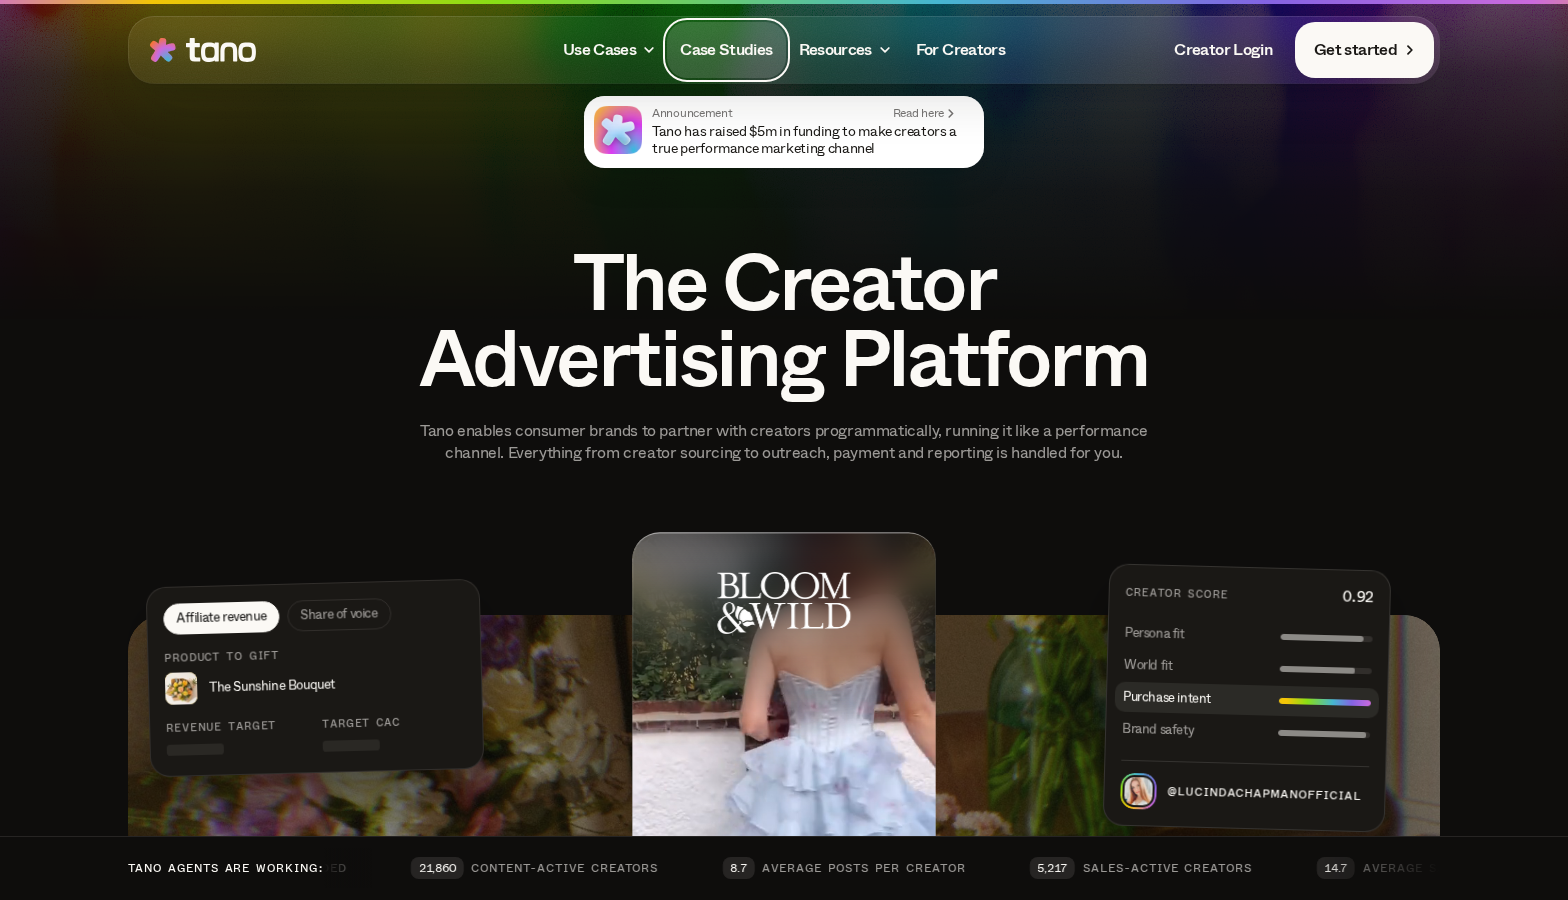 tano
Use Cases
Case Studies
Resources
For Creators
Creator Login
Get started
Announcement
Read here
Tano has raised $5m in funding to make creators a
true performance marketing channel
The Creator
Advertising Platform
Tano enables consumer brands to partner with creators programmatically, running it like a performance
channel. Everything from creator sourcing to outreach, payment and reporting is handled for you.
Affiliate revenue
Share of voice
PRODUCT TO GIFT
The Sunshine Bouquet
REVENUE TARGET
TARGET CAC
BLOOM
&WILD
CREATOR SCORE
0.92
Persona fit
World fit
Purchase intent
Brand safety
@LUCINDACHAPMANOFFICIAL
TANO AGENTS ARE WORKING:
21,860 CONTENT-ACTIVE CREATORS
8.7 AVERAGE POSTS PER CREATOR
5,217 SALES-ACTIVE CREATORS
14.7 AVERAGE